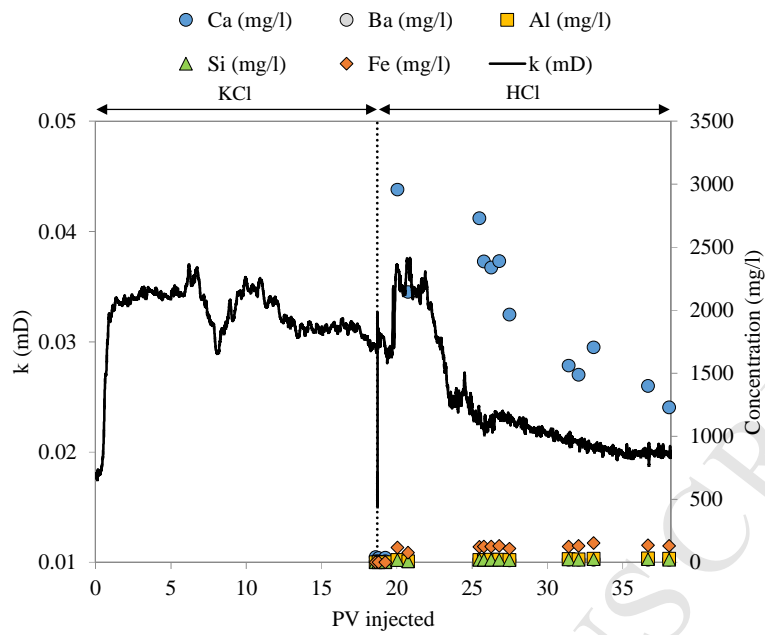 Ca (mg/l) Ba (mg/l) Al (mg/l)
Si (mg/l) Fe (mg/l) k (mD)
KCl HCl
0.05 3500
3000
0.04 2500
2000
0.03 1500
1000
0.02 500
0.01 0
0 5 10 15 20 25 30 35
PV injected
k (mD)
Concentration (mg/l)
NUSCR